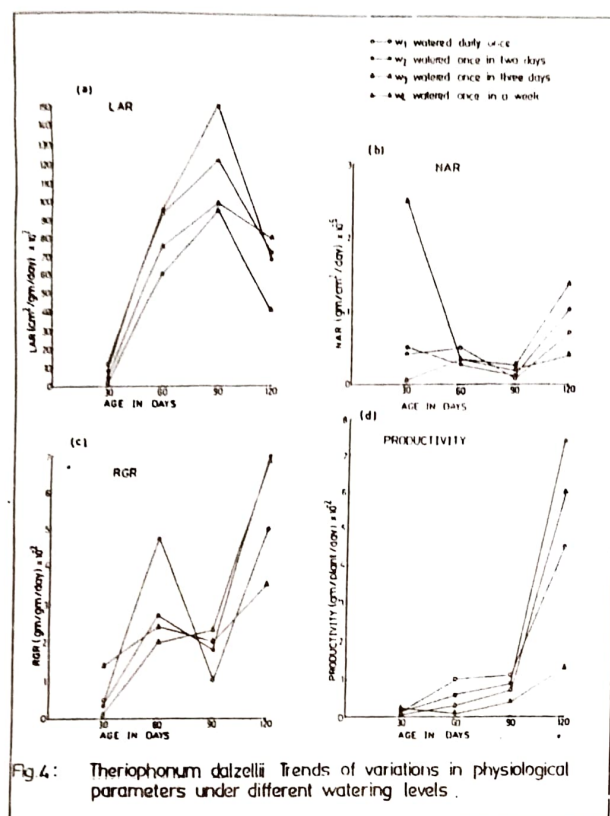 w1 watered daily once
w2 watered once in two days
w3 watered once in three days
w4 watered once in a week
(a)
LAR
LAR (cm²/gm/day) x 10²
30
60
90
120
AGE IN DAYS
(b)
NAR
NAR (gm/cm²/day) x10⁻⁵
30
60
90
120
AGE IN DAYS
(c)
RGR
RGR (gm/gm/day) x10²
30
60
90
120
AGE IN DAYS
(d)
PRODUCTIVITY
PRODUCTIVITY (gm/plant/day) x10²
30
60
90
120
AGE IN DAYS
Fig.4: Theriophonum dalzellii Trends of variations in physiological
parameters under different watering levels.